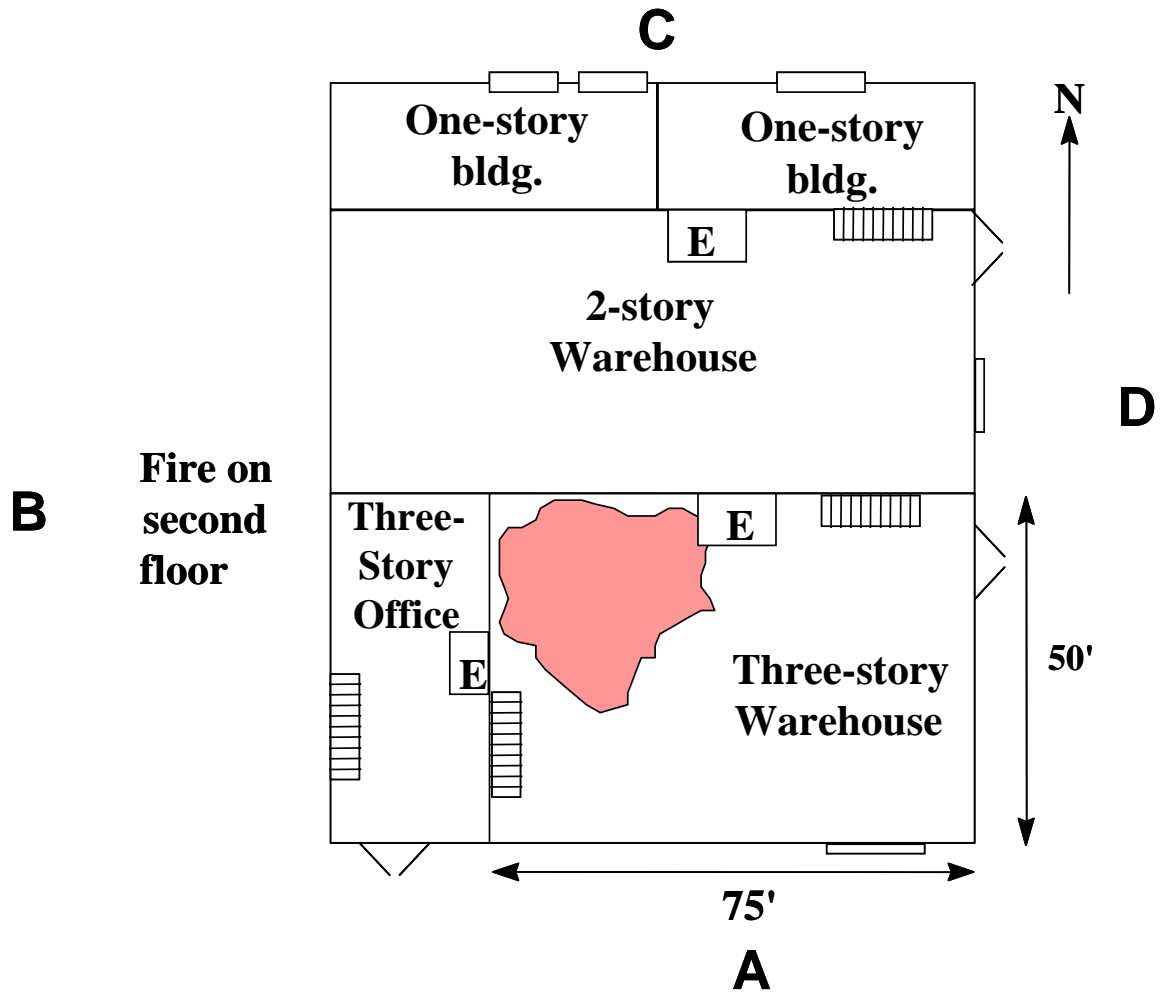 C
N
One-story
bldg.
One-story
bldg.
E
2-story
Warehouse
D
B
Fire on
second
floor
Three-
Story
Office
E
E
Three-story
Warehouse
50'
75'
A